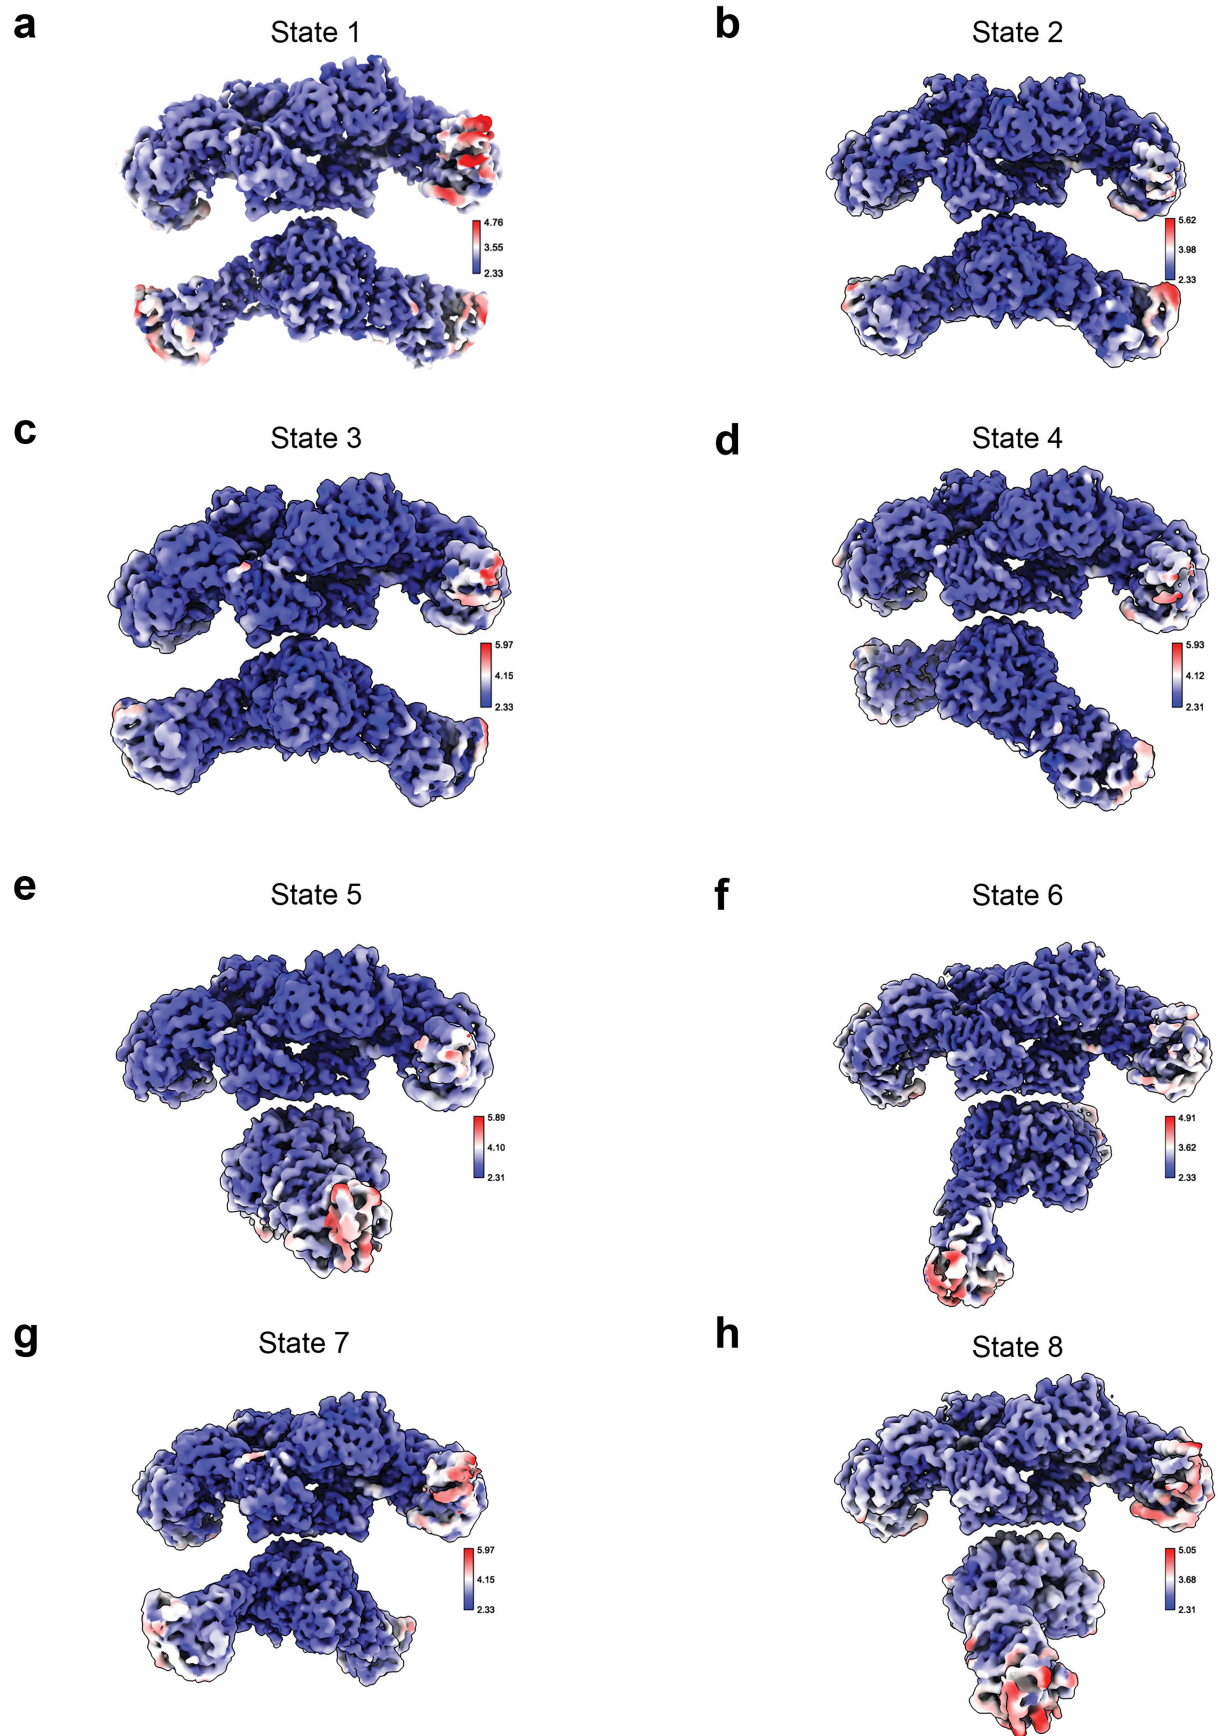 a
State 1
4.76
3.55
2.33
b
State 2
5.62
3.98
2.33
c
State 3
5.97
4.15
2.33
d
State 4
5.93
4.12
2.31
e
State 5
5.89
4.10
2.31
f
State 6
4.91
3.62
2.33
g
State 7
5.97
4.15
2.33
h
State 8
5.05
3.68
2.31